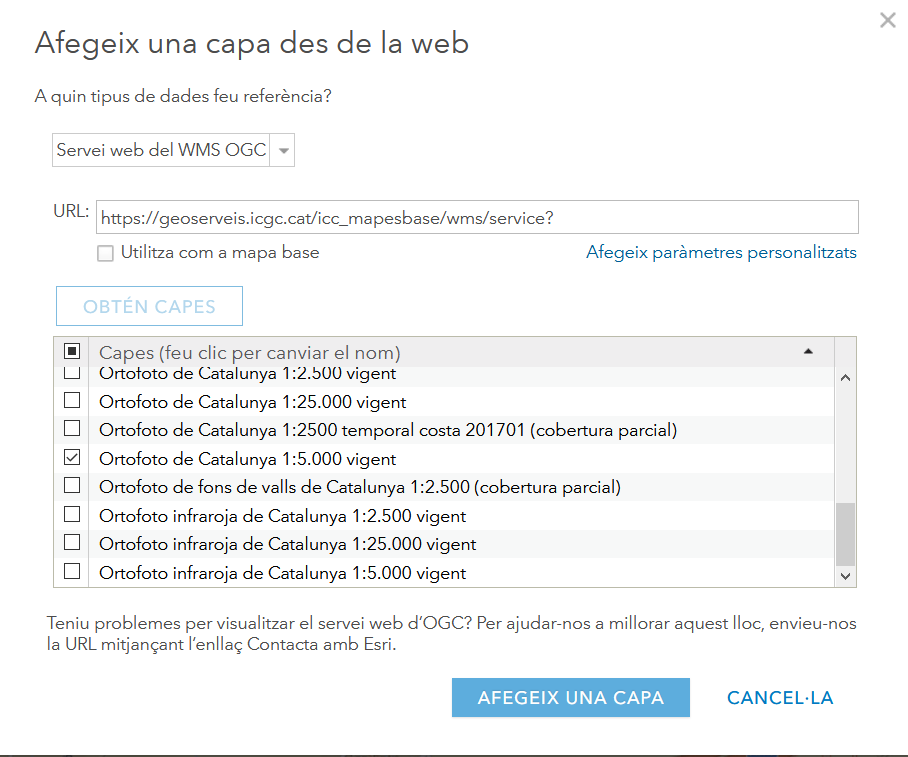 Afegeix una capa des de la web
A quin tipus de dades feu referència?
Servei web del WMS OGC
URL: https://geoserveis.icgc.cat/icc_mapesbase/wms/service?
Utilitza com a mapa base Afegeix paràmetres personalitzats
OBTÉN CAPES
Capes (feu clic per canviar el nom)
Ortofoto de Catalunya 1:2.500 vigent
Ortofoto de Catalunya 1:25.000 vigent
Ortofoto de Catalunya 1:2500 temporal costa 201701 (cobertura parcial)
Ortofoto de Catalunya 1:5.000 vigent
Ortofoto de fons de valls de Catalunya 1:2.500 (cobertura parcial)
Ortofoto infraroja de Catalunya 1:2.500 vigent
Ortofoto infraroja de Catalunya 1:25.000 vigent
Ortofoto infraroja de Catalunya 1:5.000 vigent
Teniu problemes per visualitzar el servei web d'OGC? Per ajudar-nos a millorar aquest lloc, envieu-nos
la URL mitjançant l'enllaç Contacta amb Esri.
AFEGEIX UNA CAPA CANCEL·LA